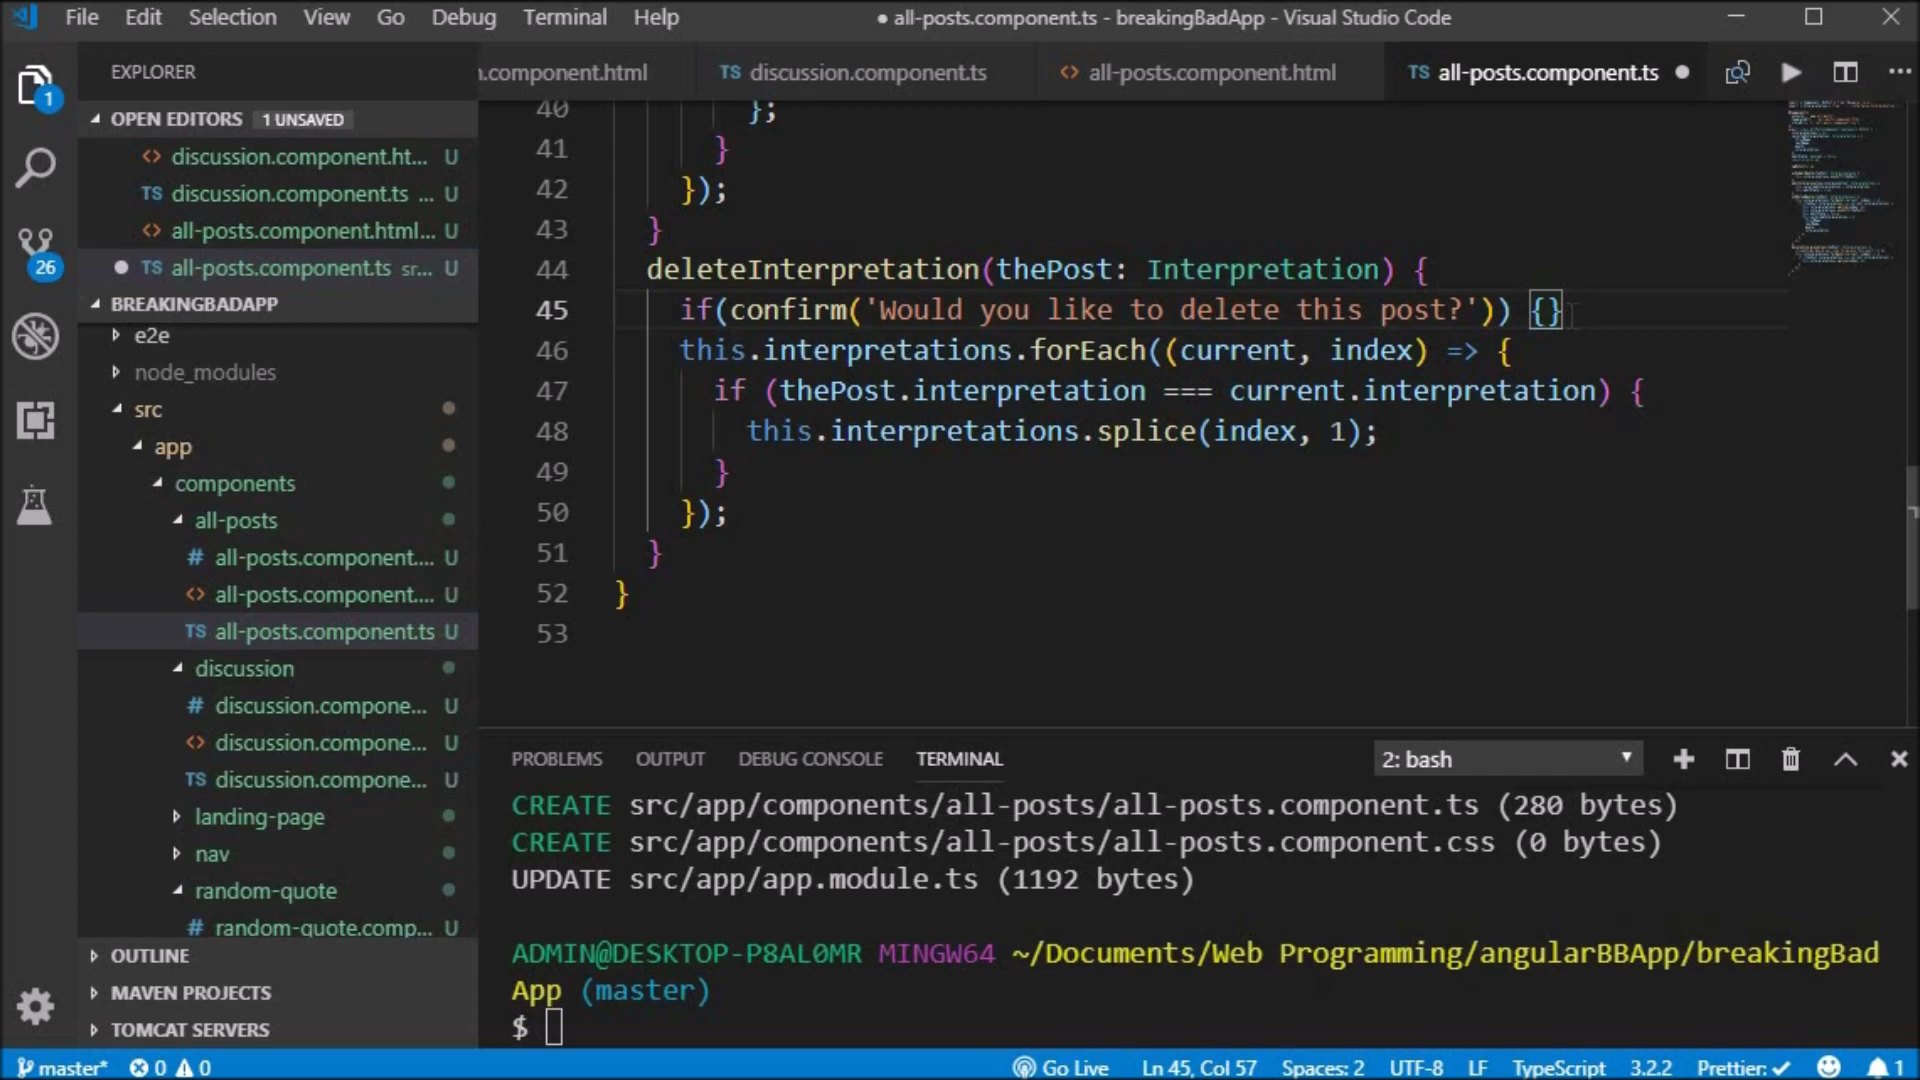 File Edit Selection View Go Debug Terminal Help
● all-posts.component.ts - breakingBadApp - Visual Studio Code
EXPLORER
OPEN EDITORS 1 UNSAVED
<> discussion.component.ht... U
TS discussion.component.ts ... U
<> all-posts.component.html... U
● TS all-posts.component.ts sr... U
BREAKINGBADAPP
e2e
node_modules
src
app
components
all-posts
# all-posts.component.... U
<> all-posts.component.... U
TS all-posts.component.ts U
discussion
# discussion.compone... U
<> discussion.compone... U
TS discussion.compone... U
landing-page
nav
random-quote
# random-quote.comp... U
OUTLINE
MAVEN PROJECTS
TOMCAT SERVERS
1
26
n.component.html TS discussion.component.ts <> all-posts.component.html TS all-posts.component.ts ●
40 };
41 }
42 });
43 }
44 deleteInterpretation(thePost: Interpretation) {
45 if(confirm('Would you like to delete this post?')) {}
46 this.interpretations.forEach((current, index) => {
47 if (thePost.interpretation === current.interpretation) {
48 this.interpretations.splice(index, 1);
49 }
50 });
51 }
52 }
53
PROBLEMS OUTPUT DEBUG CONSOLE TERMINAL 2: bash
CREATE src/app/components/all-posts/all-posts.component.ts (280 bytes)
CREATE src/app/components/all-posts/all-posts.component.css (0 bytes)
UPDATE src/app/app.module.ts (1192 bytes)
ADMIN@DESKTOP-P8AL0MR MINGW64 ~/Documents/Web Programming/angularBBApp/breakingBad
App (master)
$
master* 0 0 Go Live Ln 45, Col 57 Spaces: 2 UTF-8 LF TypeScript 3.2.2 Prettier: ✓ 1